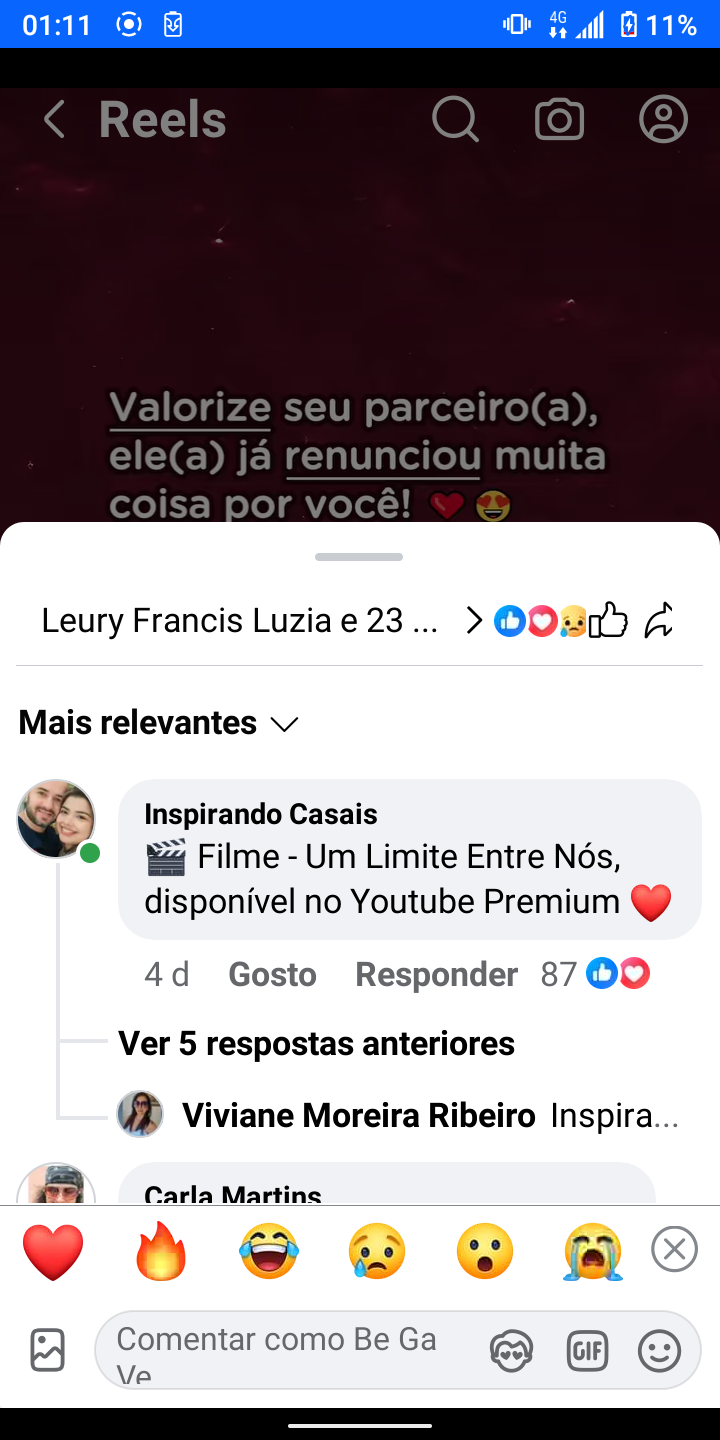 01:11 4G 11%
Reels
Valorize seu parceiro(a),
ele(a) já renunciou muita
coisa por você! ❤️😍
Leury Francis Luzia e 23 ...
Mais relevantes
Inspirando Casais
🎬 Filme - Um Limite Entre Nós,
disponível no Youtube Premium ❤️
4 d Gosto Responder 87
Ver 5 respostas anteriores
Viviane Moreira Ribeiro Inspira...
Carla Martins
Comentar como Be Ga
Ve
GIF